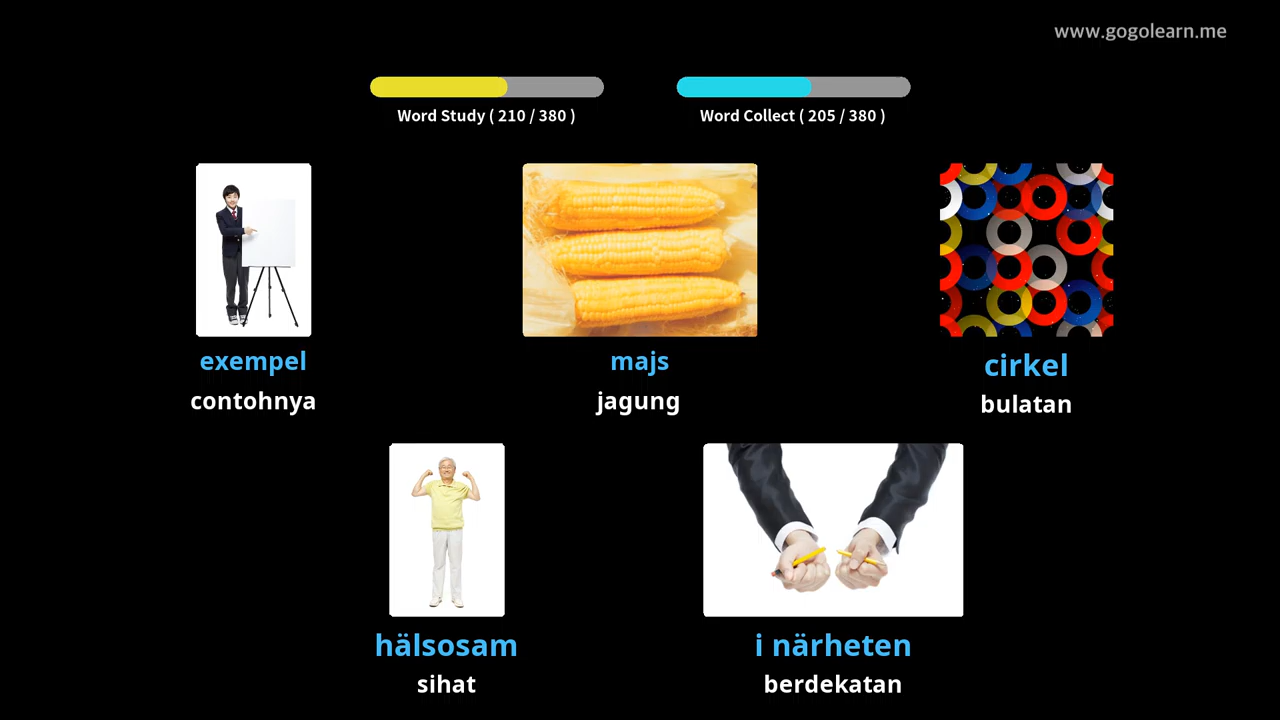 www.gogolearn.me
Word Study ( 210 / 380 )
Word Collect ( 205 / 380 )
exempel
contohnya
majs
jagung
cirkel
bulatan
hälsosam
sihat
i närheten
berdekatan